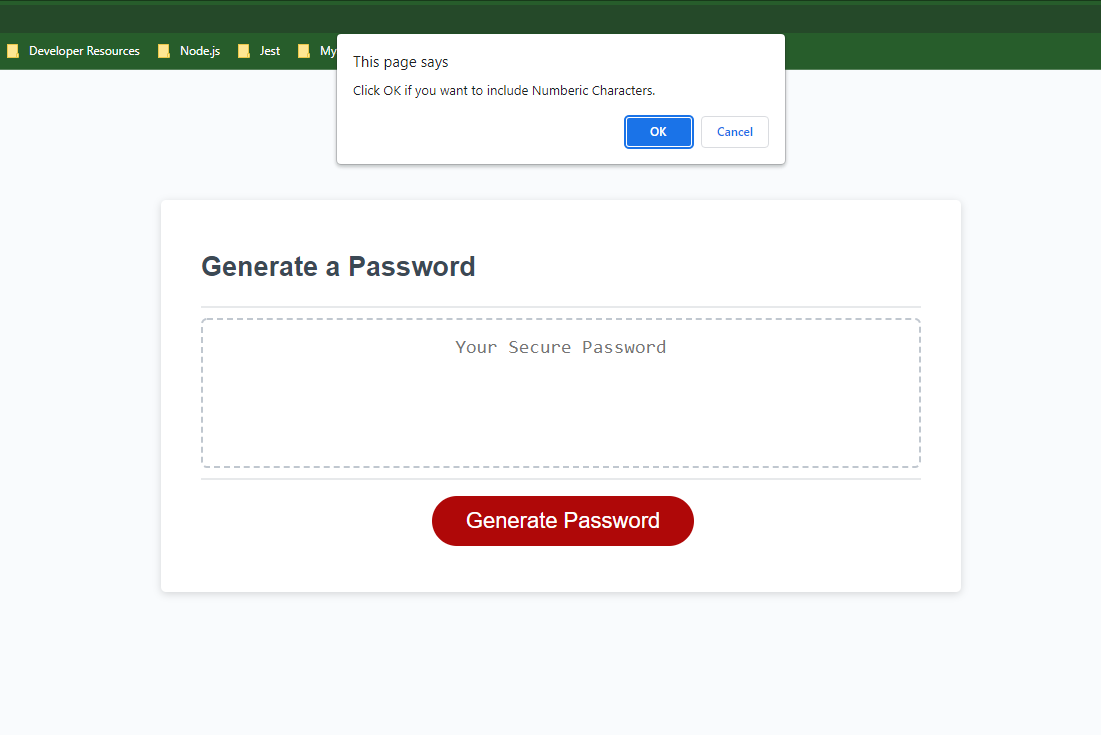 Developer Resources Node.js Jest My
This page says
Click OK if you want to include Numberic Characters.
OK Cancel
Generate a Password
Your Secure Password
Generate Password